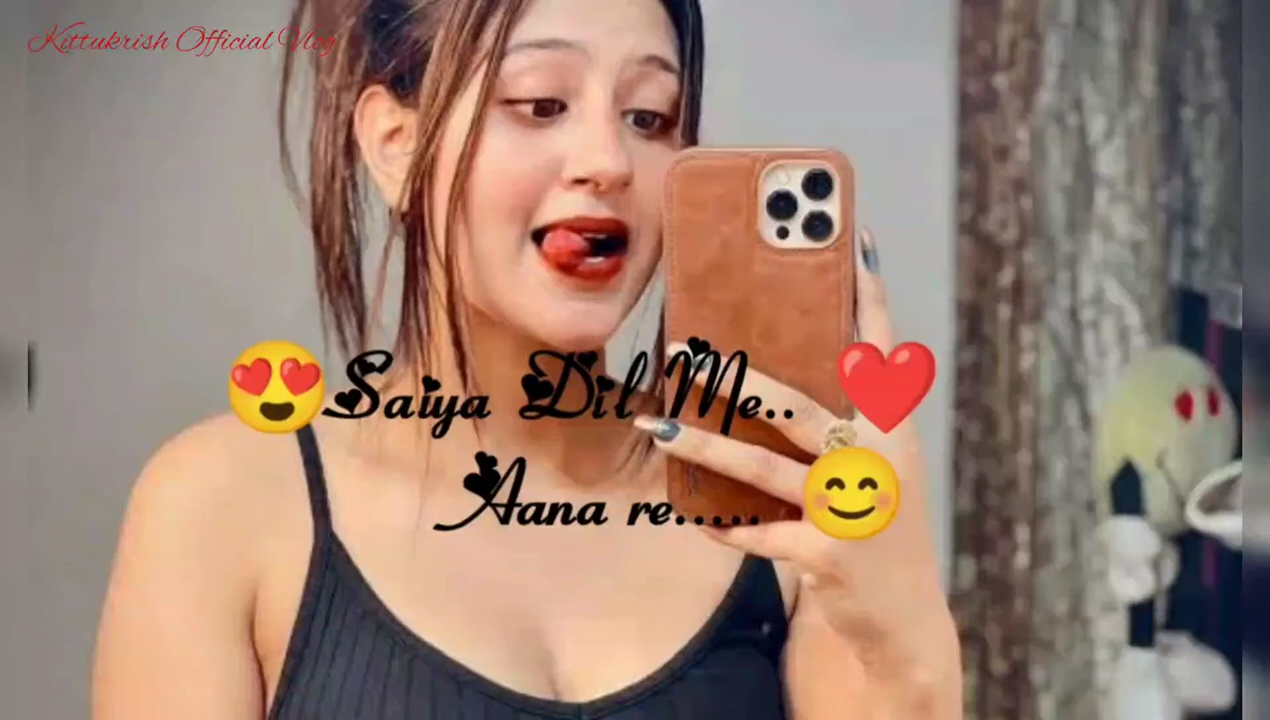 Kittukrish Official Vlog
😍Saiya Dil Me.. ❤️
Aana re..... 😊